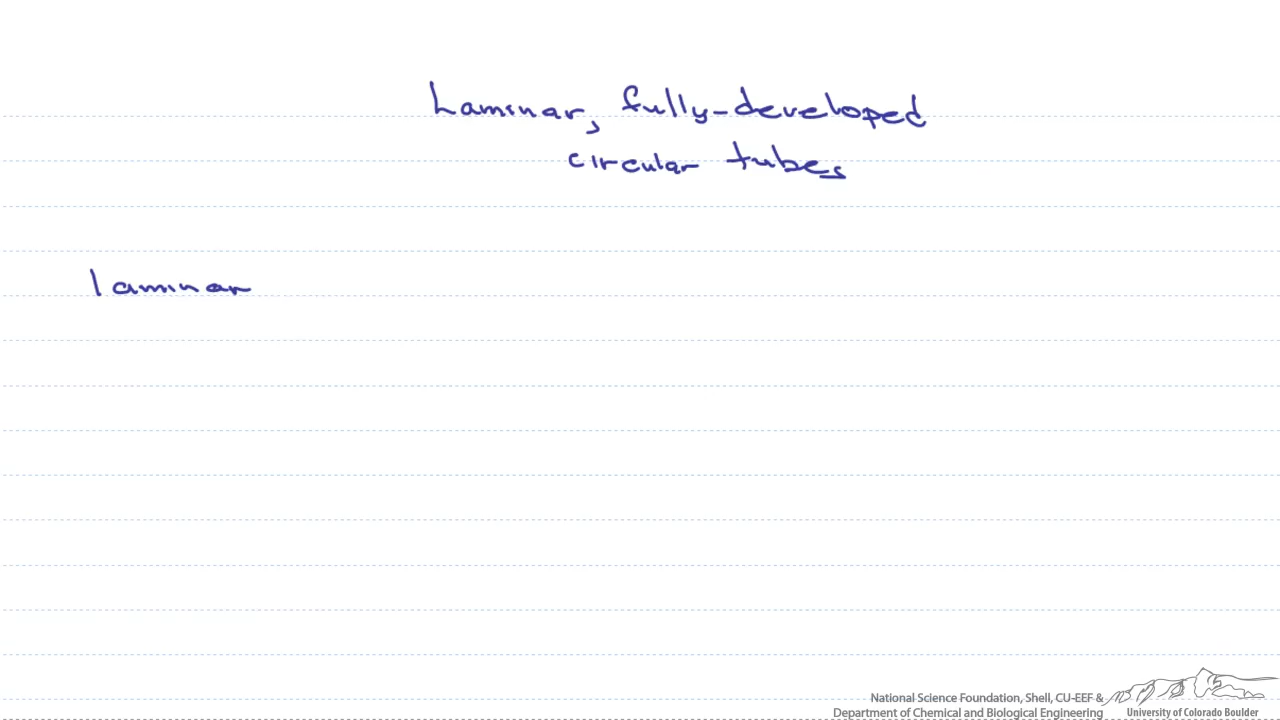 Laminar, fully-developed
circular tubes
laminar
National Science Foundation, Shell, CU-EEF &
Department of Chemical and Biological Engineering
University of Colorado Boulder